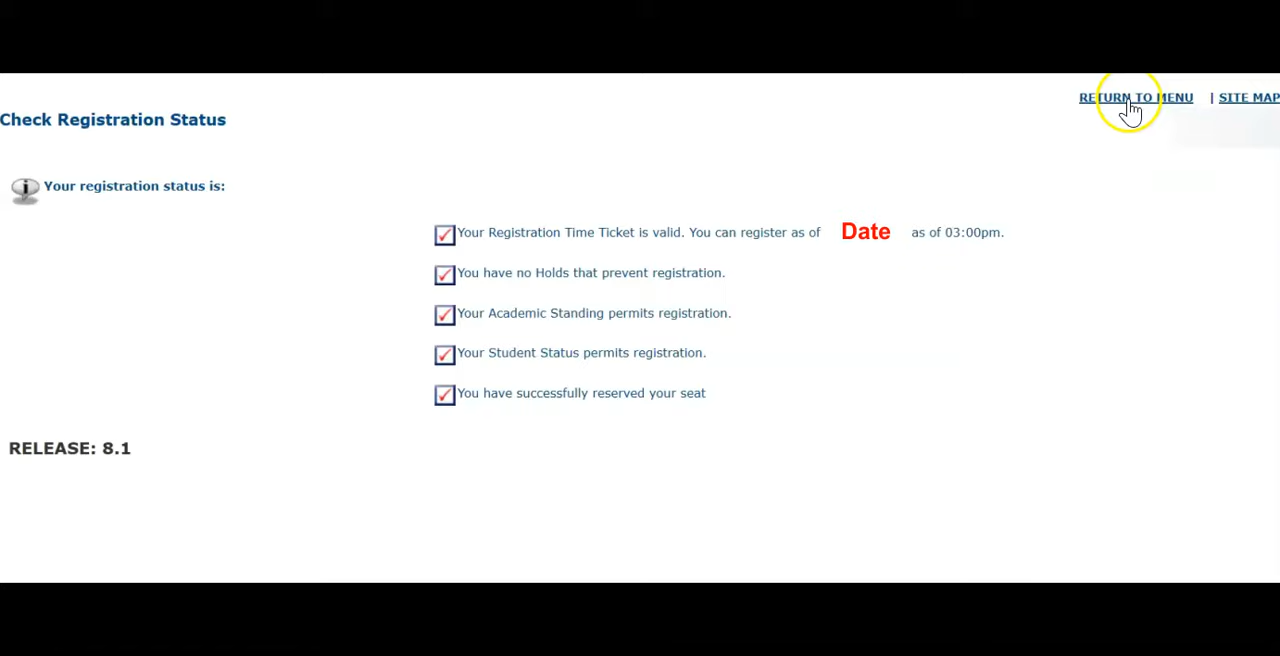 RETURN TO MENU | SITE MAP
Check Registration Status
Your registration status is:
Your Registration Time Ticket is valid. You can register as of Date as of 03:00pm.
You have no Holds that prevent registration.
Your Academic Standing permits registration.
Your Student Status permits registration.
You have successfully reserved your seat
RELEASE: 8.1